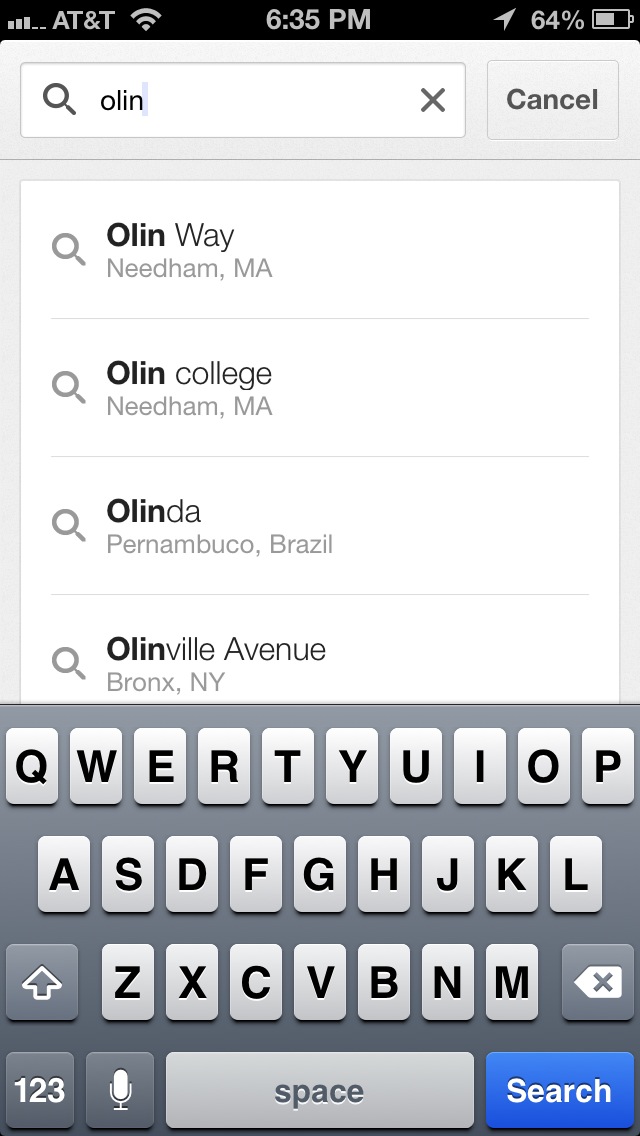 AT&T 6:35 PM 64%
olin Cancel
Olin Way
Needham, MA
Olin college
Needham, MA
Olinda
Pernambuco, Brazil
Olinville Avenue
Bronx, NY
Q W E R T Y U I O P
A S D F G H J K L
Z X C V B N M
123 space Search